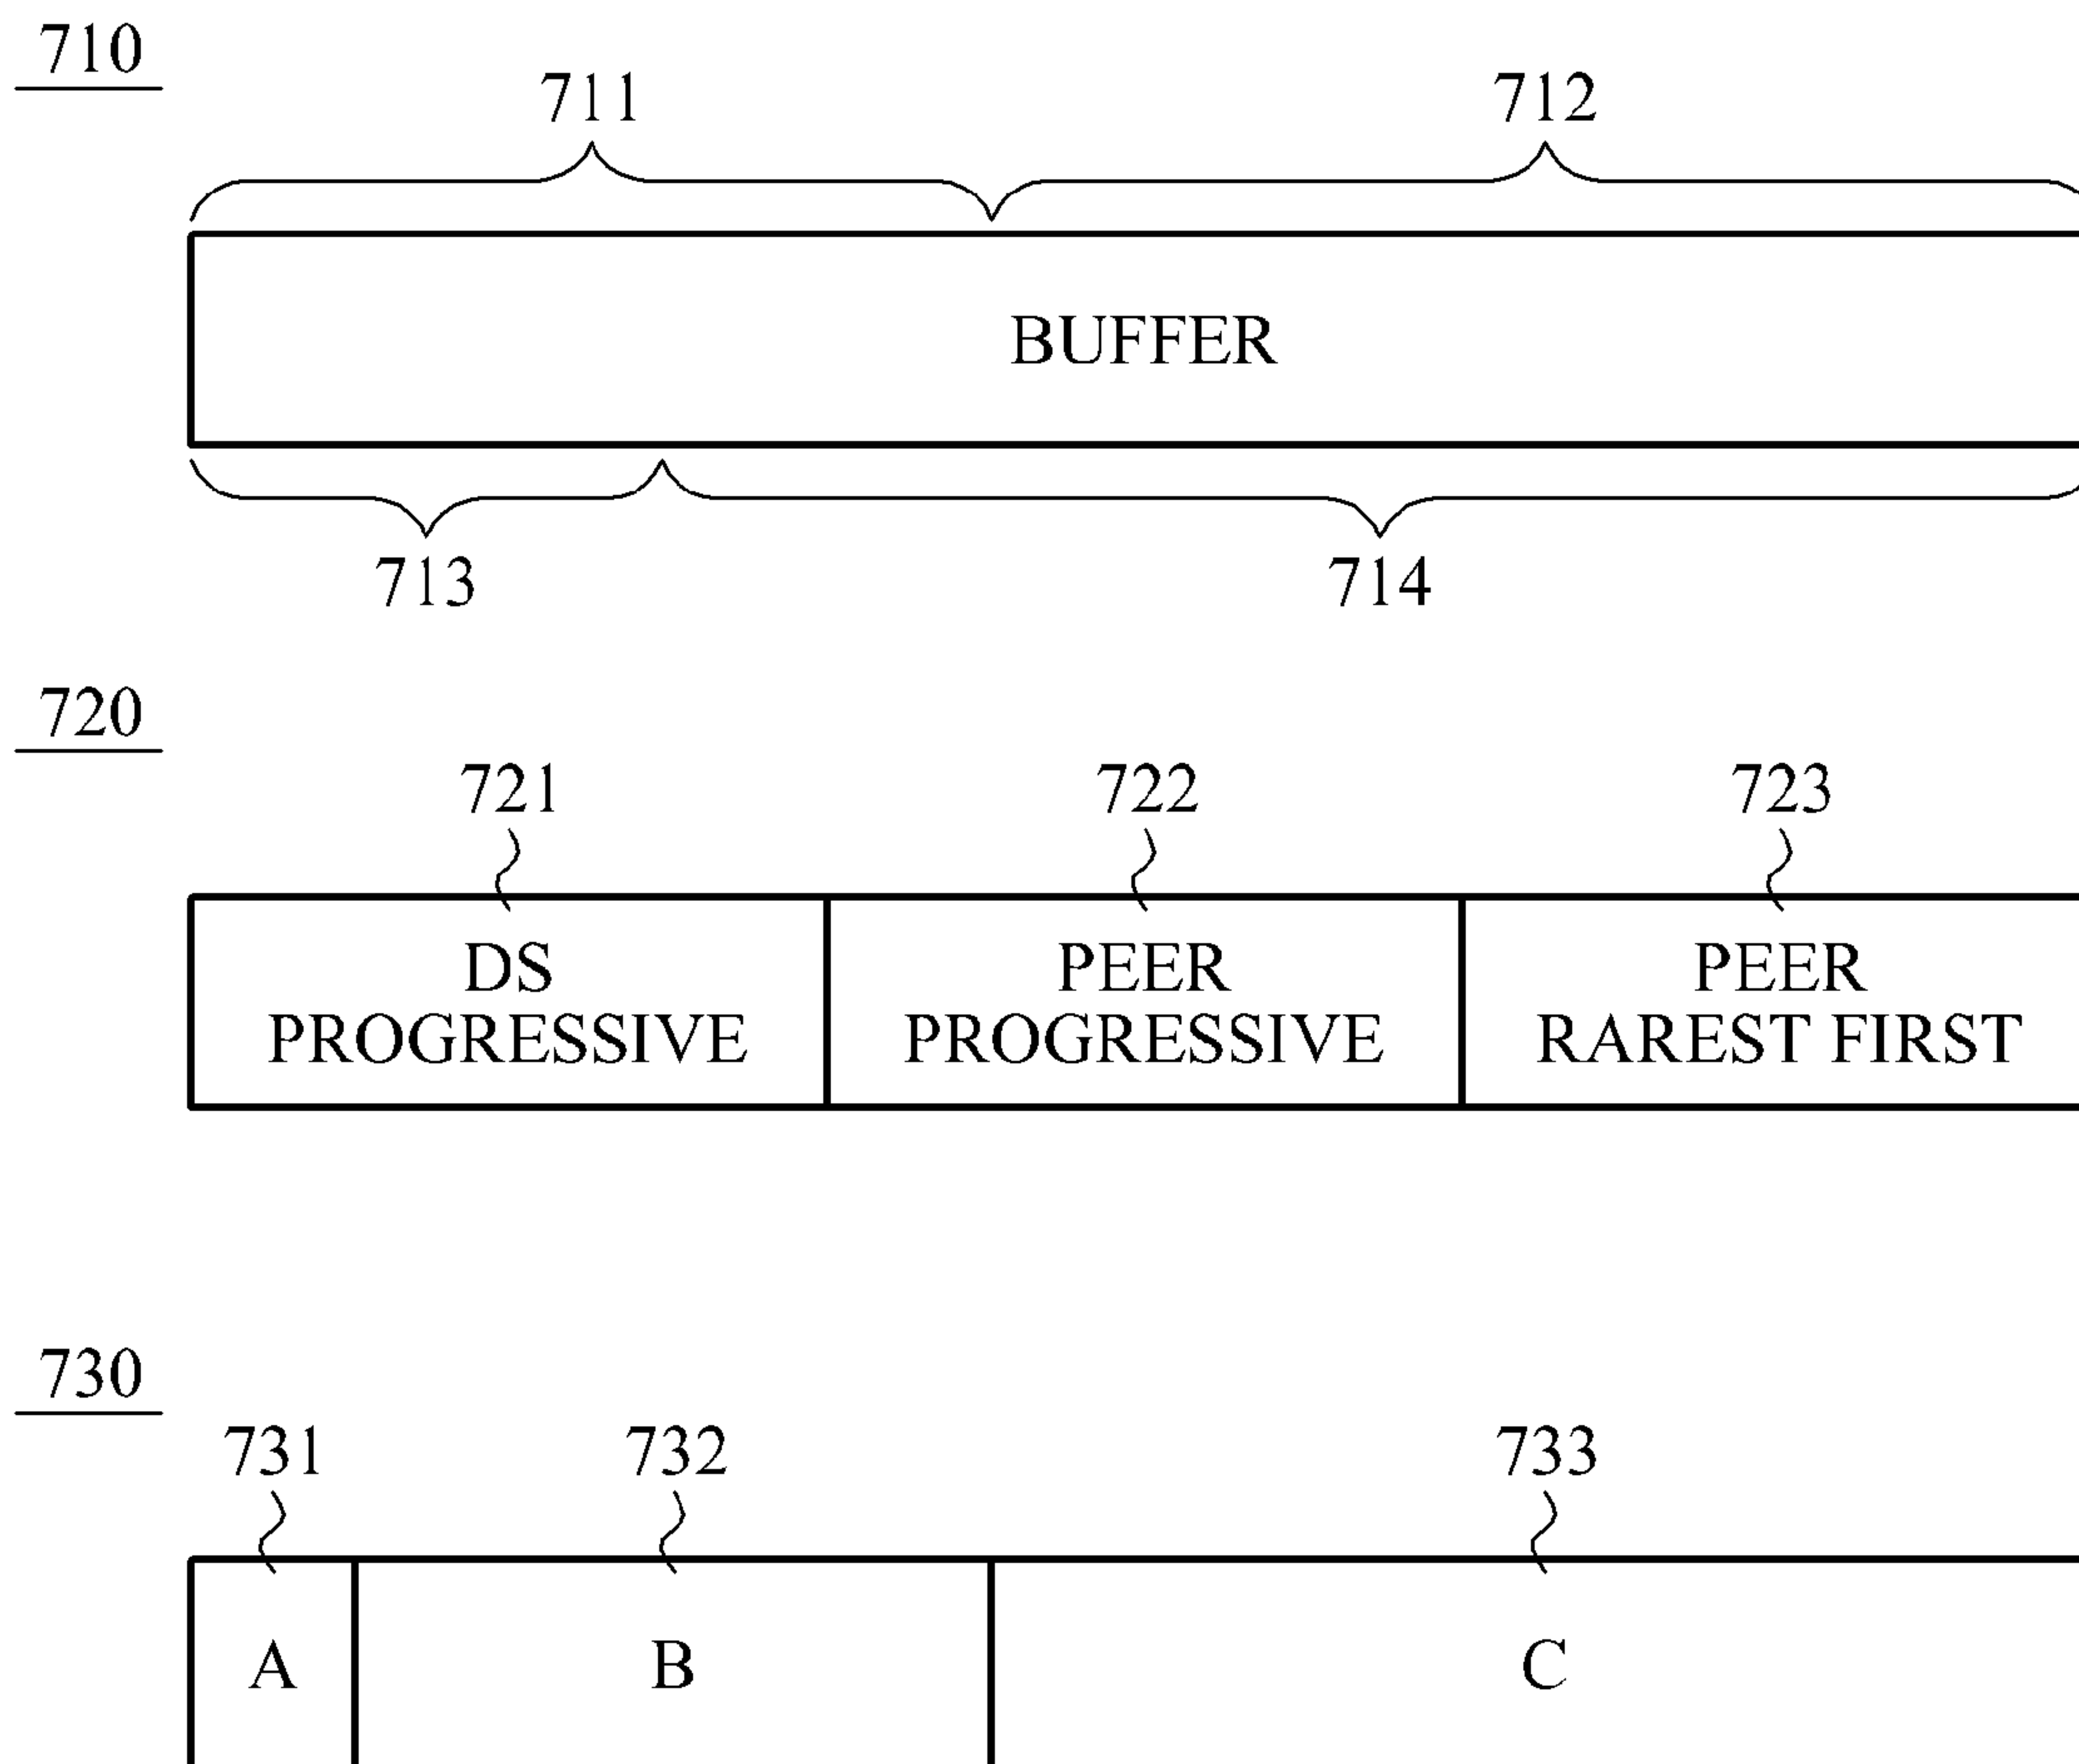 710
711 712
BUFFER
713 714
720
721 722 723
DS PEER PEER
PROGRESSIVE PROGRESSIVE RAREST FIRST
730
731 732 733
A B C